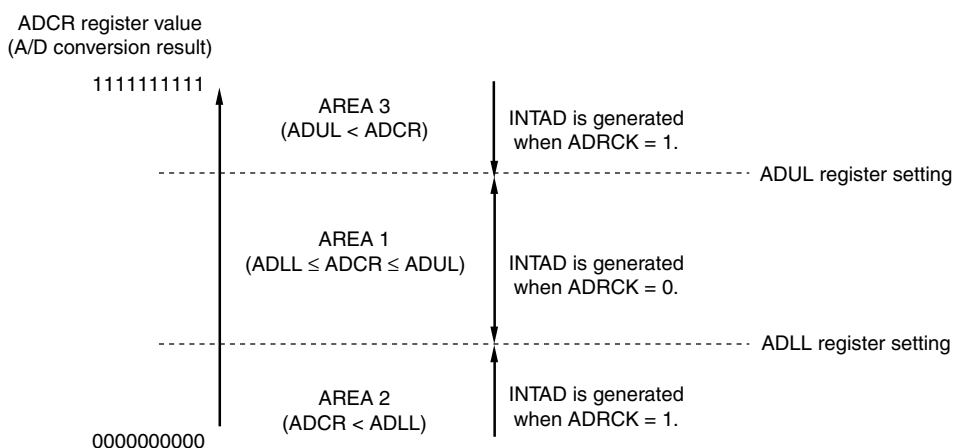 ADCR register value
(A/D conversion result)
1111111111
AREA 3
(ADUL < ADCR)
INTAD is generated
when ADRCK = 1.
ADUL register setting
AREA 1
(ADLL ≤ ADCR ≤ ADUL)
INTAD is generated
when ADRCK = 0.
ADLL register setting
AREA 2
(ADCR < ADLL)
INTAD is generated
when ADRCK = 1.
0000000000